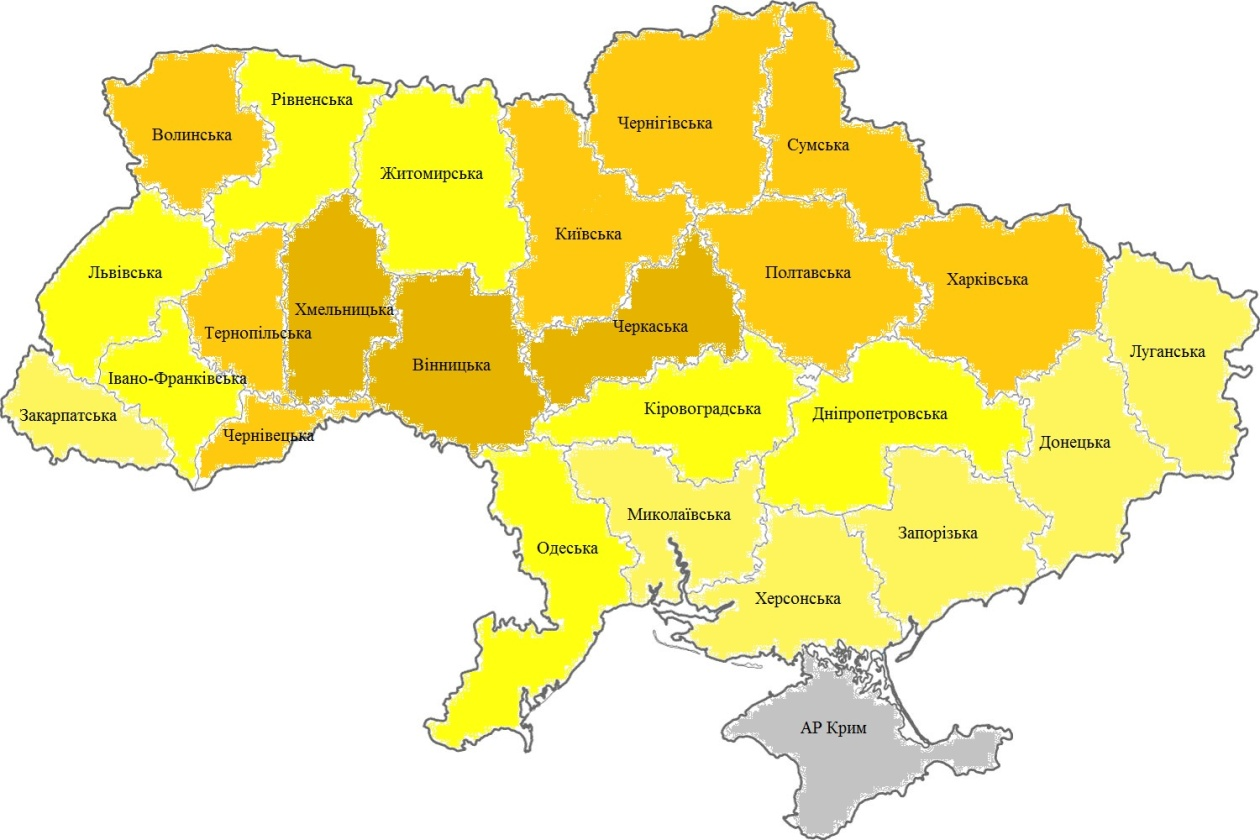 Рівненська
Волинська
Чернігівська
Сумська
Житомирська
Київська
Львівська
Полтавська
Харківська
Хмельницька
Тернопільська
Черкаська
Луганська
Вінницька
Івано-Франківська
Закарпатська
Кіровоградська
Дніпропетровська
Чернівецька
Донецька
Миколаївська
Запорізька
Одеська
Херсонська
АР Крим